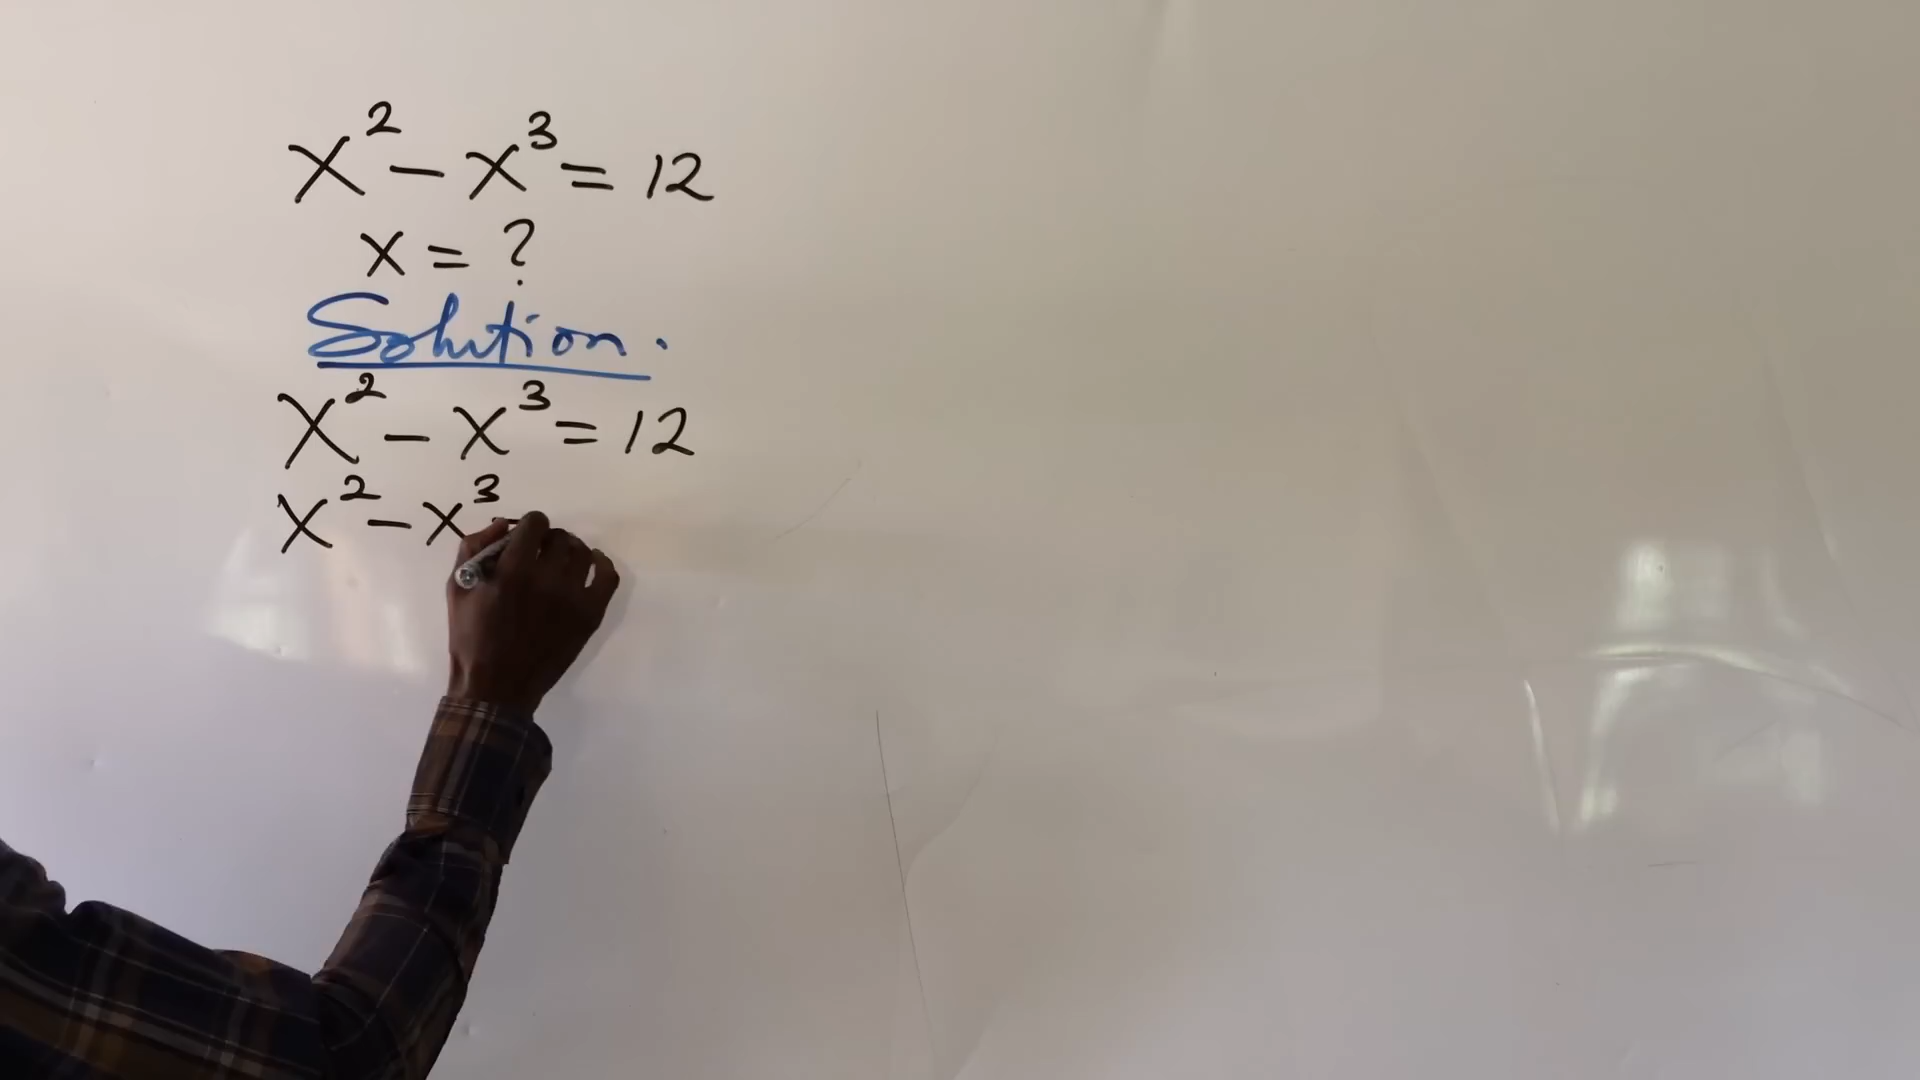 x² - x³ = 12
x = ?
Solution.
x² - x³ = 12
x² - x³ -